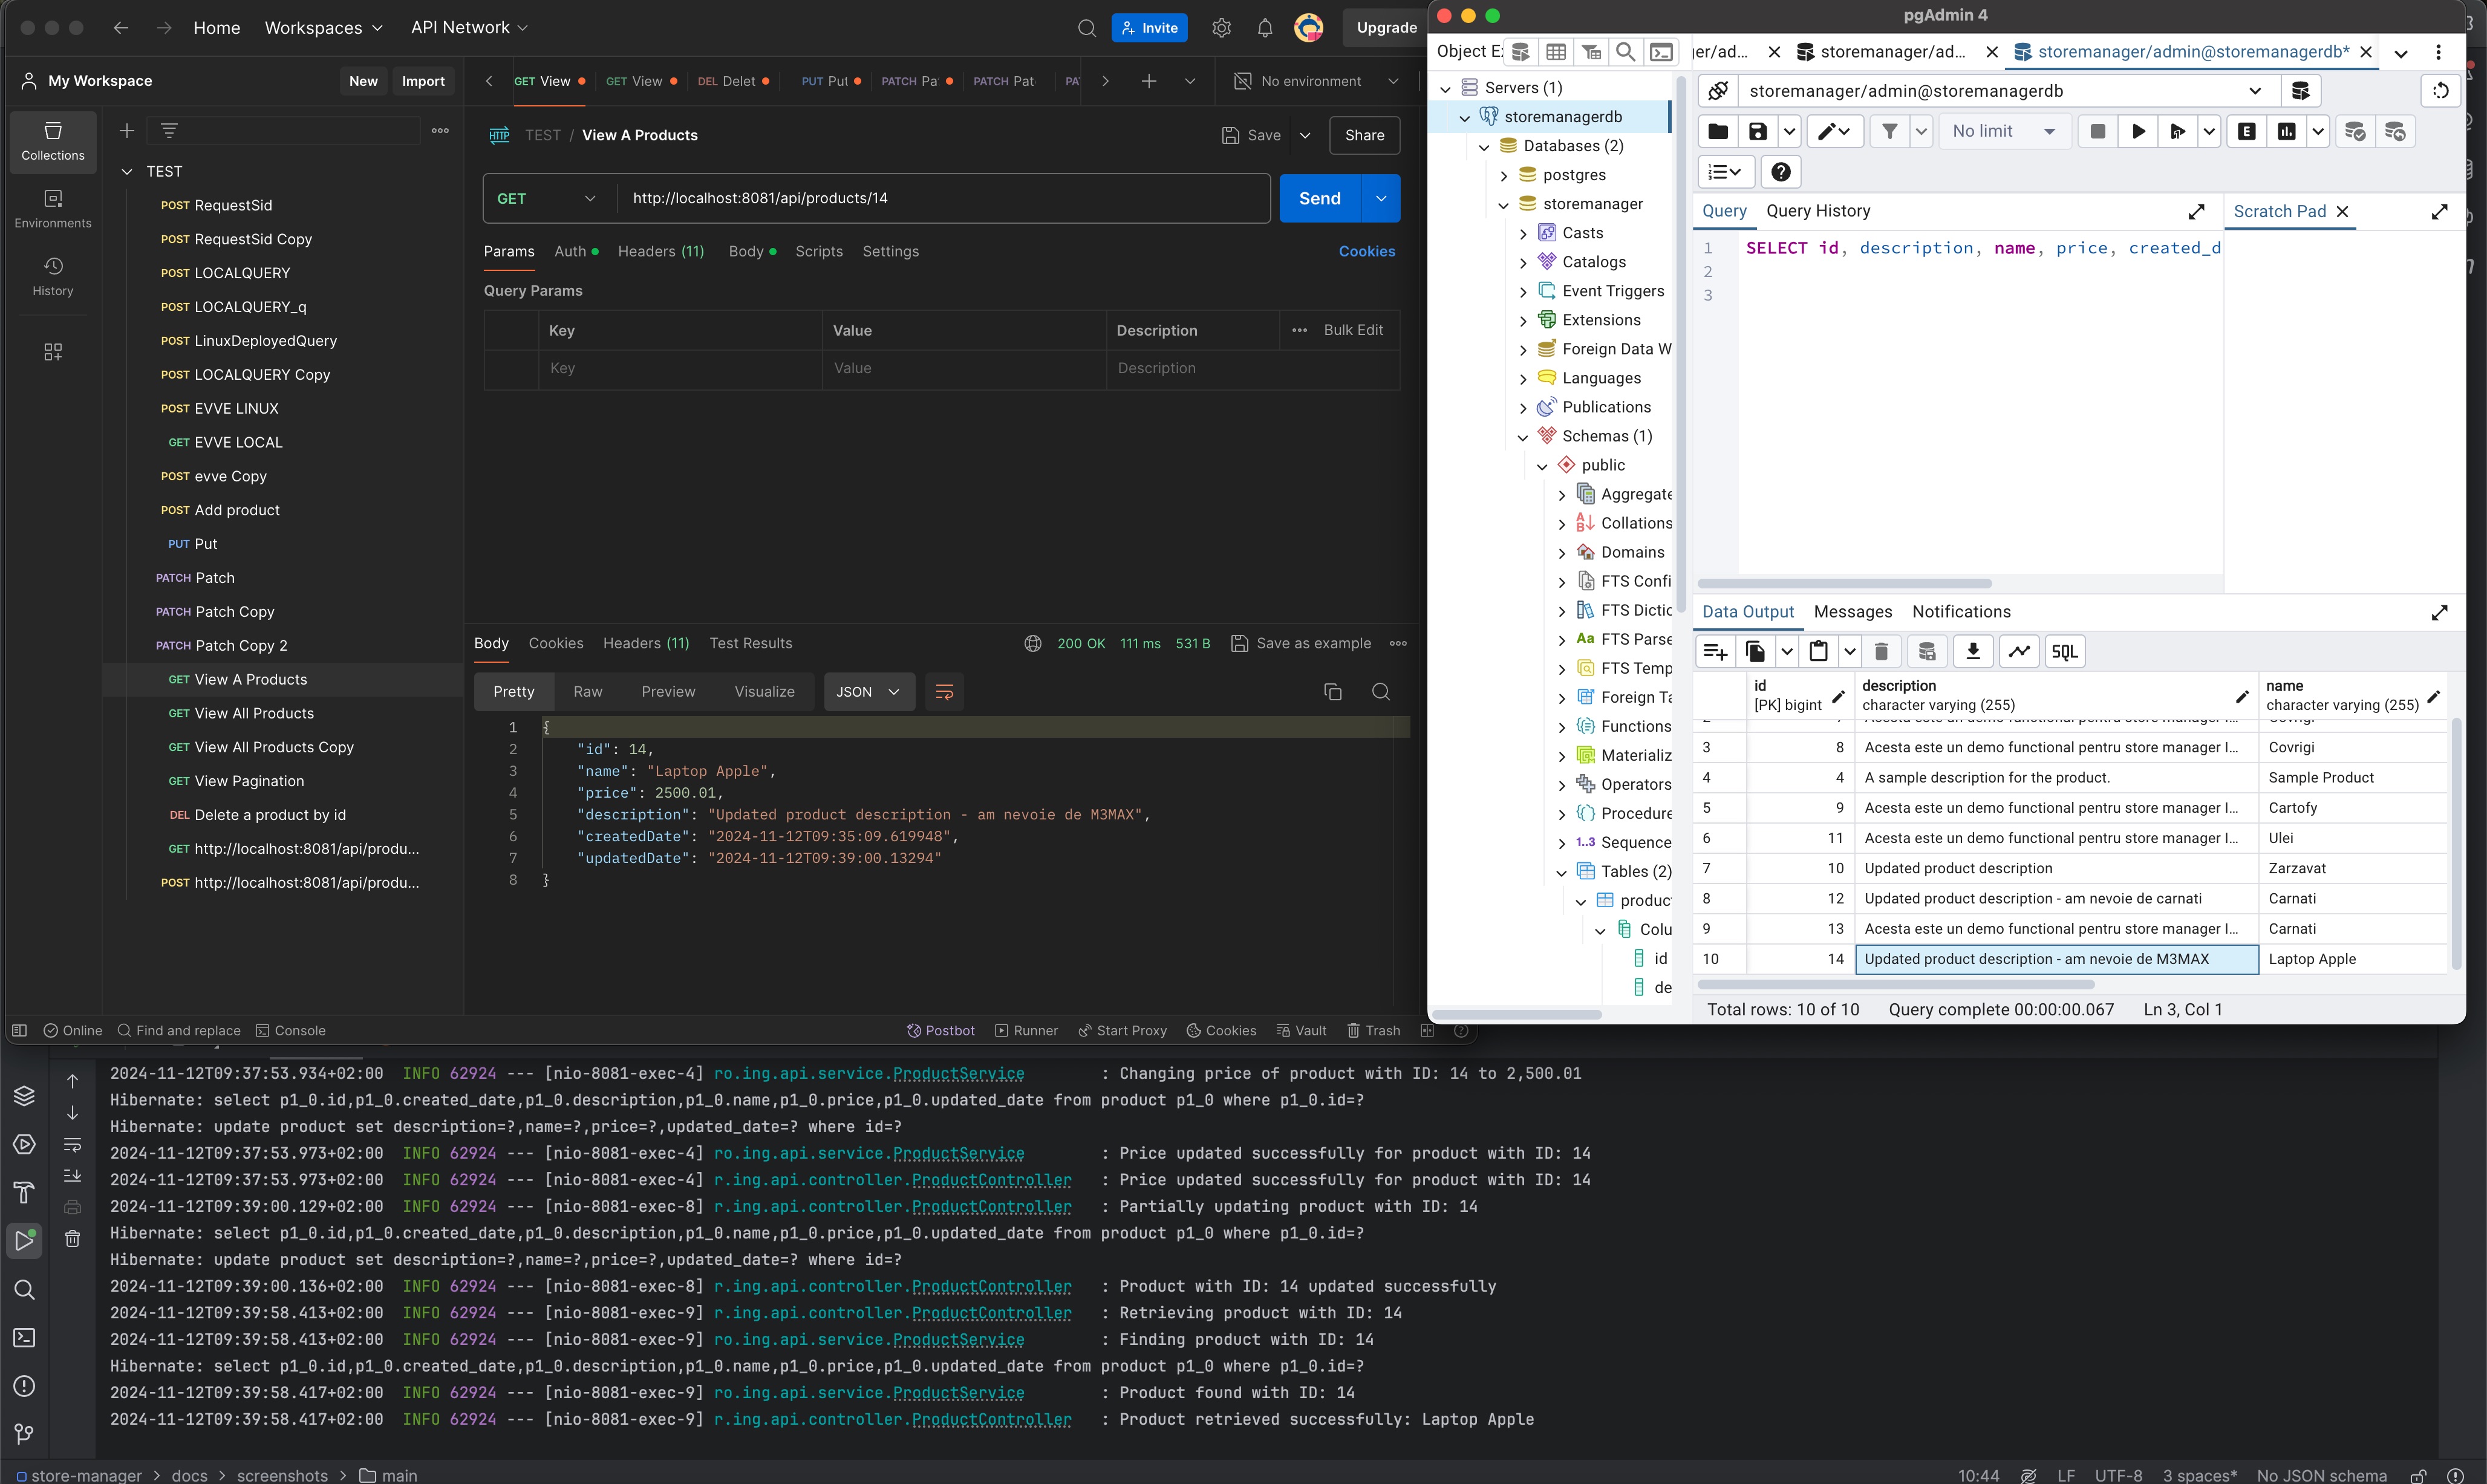 Home
Workspaces
API Network
Invite
Upgrade
My Workspace
New
Import
GET View
GET View
DEL Delet
PUT Put
PATCH Pa
PATCH Pat
PA
No environment
Collections
Environments
History
TEST
POST RequestSid
POST RequestSid Copy
POST LOCALQUERY
POST LOCALQUERY_q
POST LinuxDeployedQuery
POST LOCALQUERY Copy
POST EVVE LINUX
GET EVVE LOCAL
POST evve Copy
POST Add product
PUT Put
PATCH Patch
PATCH Patch Copy
PATCH Patch Copy 2
GET View A Products
GET View All Products
GET View All Products Copy
GET View Pagination
DEL Delete a product by id
GET http://localhost:8081/api/produ...
POST http://localhost:8081/api/produ...
HTTP TEST / View A Products
Save
Share
GET http://localhost:8081/api/products/14
Send
Params Auth Headers (11) Body Scripts Settings Cookies
Query Params
Key Value Description Bulk Edit
Key Value Description
Body Cookies Headers (11) Test Results 200 OK 111 ms 531 B Save as example
Pretty Raw Preview Visualize JSON
1 {
2 "id": 14,
3 "name": "Laptop Apple",
4 "price": 2500.01,
5 "description": "Updated product description - am nevoie de M3MAX",
6 "createdDate": "2024-11-12T09:35:09.619948",
7 "updatedDate": "2024-11-12T09:39:00.13294"
8 }
Online Find and replace Console Postbot Runner Start Proxy Cookies Vault Trash
pgAdmin 4
Object E
ger/ad...
storemanager/ad...
storemanager/admin@storemanagerdb*
Servers (1)
storemanagerdb
Databases (2)
postgres
storemanager
Casts
Catalogs
Event Triggers
Extensions
Foreign Data W
Languages
Publications
Schemas (1)
public
Aggregate
Collations
Domains
FTS Confi
FTS Dictic
Aa FTS Parse
FTS Temp
Foreign Ta
Functions
Materializ
Operators
Procedure
1..3 Sequence
Tables (2)
produc
Colu
id
de
storemanager/admin@storemanagerdb
No limit
E
Query Query History
Scratch Pad
1 SELECT id, description, name, price, created_d
2
3
Data Output Messages Notifications
SQL
id description name
[PK] bigint character varying (255) character varying (255)
2 7 Acesta este un demo functional pentru store manager I... Covrigi
3 8 Acesta este un demo functional pentru store manager I... Covrigi
4 4 A sample description for the product. Sample Product
5 9 Acesta este un demo functional pentru store manager I... Cartofy
6 11 Acesta este un demo functional pentru store manager I... Ulei
7 10 Updated product description Zarzavat
8 12 Updated product description - am nevoie de carnati Carnati
9 13 Acesta este un demo functional pentru store manager I... Carnati
10 14 Updated product description - am nevoie de M3MAX Laptop Apple
Total rows: 10 of 10 Query complete 00:00:00.067 Ln 3, Col 1
2024-11-12T09:37:53.934+02:00 INFO 62924 --- [nio-8081-exec-4] ro.ing.api.service.ProductService : Changing price of product with ID: 14 to 2,500.01
Hibernate: select p1_0.id,p1_0.created_date,p1_0.description,p1_0.name,p1_0.price,p1_0.updated_date from product p1_0 where p1_0.id=?
Hibernate: update product set description=?,name=?,price=?,updated_date=? where id=?
2024-11-12T09:37:53.973+02:00 INFO 62924 --- [nio-8081-exec-4] ro.ing.api.service.ProductService : Price updated successfully for product with ID: 14
2024-11-12T09:37:53.973+02:00 INFO 62924 --- [nio-8081-exec-4] r.ing.api.controller.ProductController : Price updated successfully for product with ID: 14
2024-11-12T09:39:00.129+02:00 INFO 62924 --- [nio-8081-exec-8] r.ing.api.controller.ProductController : Partially updating product with ID: 14
Hibernate: select p1_0.id,p1_0.created_date,p1_0.description,p1_0.name,p1_0.price,p1_0.updated_date from product p1_0 where p1_0.id=?
Hibernate: update product set description=?,name=?,price=?,updated_date=? where id=?
2024-11-12T09:39:00.136+02:00 INFO 62924 --- [nio-8081-exec-8] r.ing.api.controller.ProductController : Product with ID: 14 updated successfully
2024-11-12T09:39:58.413+02:00 INFO 62924 --- [nio-8081-exec-9] r.ing.api.controller.ProductController : Retrieving product with ID: 14
2024-11-12T09:39:58.413+02:00 INFO 62924 --- [nio-8081-exec-9] ro.ing.api.service.ProductService : Finding product with ID: 14
Hibernate: select p1_0.id,p1_0.created_date,p1_0.description,p1_0.name,p1_0.price,p1_0.updated_date from product p1_0 where p1_0.id=?
2024-11-12T09:39:58.417+02:00 INFO 62924 --- [nio-8081-exec-9] ro.ing.api.service.ProductService : Product found with ID: 14
2024-11-12T09:39:58.417+02:00 INFO 62924 --- [nio-8081-exec-9] r.ing.api.controller.ProductController : Product retrieved successfully: Laptop Apple
store-manager > docs > screenshots > main 10:44 LF UTF-8 3 spaces* No JSON schema